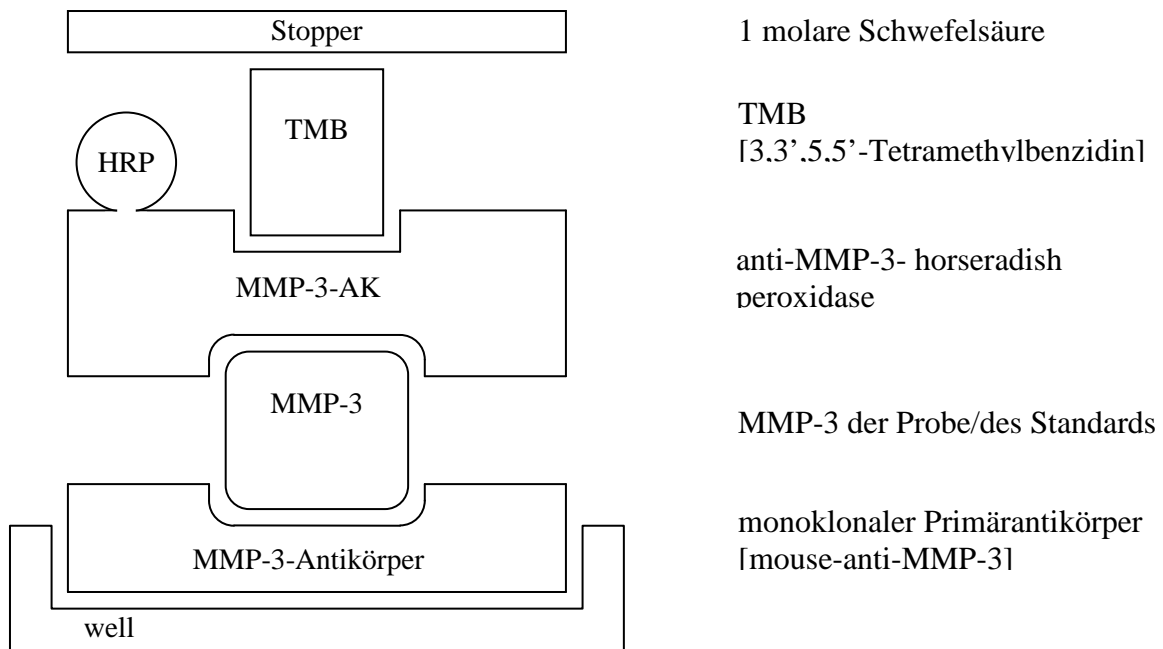 Stopper
1 molare Schwefelsäure
TMB
HRP
TMB
[3,3’,5,5’-Tetramethylbenzidin]
MMP-3-AK
anti-MMP-3- horseradish
peroxidase
MMP-3
MMP-3 der Probe/des Standards
MMP-3-Antikörper
monoklonaler Primärantikörper
[mouse-anti-MMP-3]
well